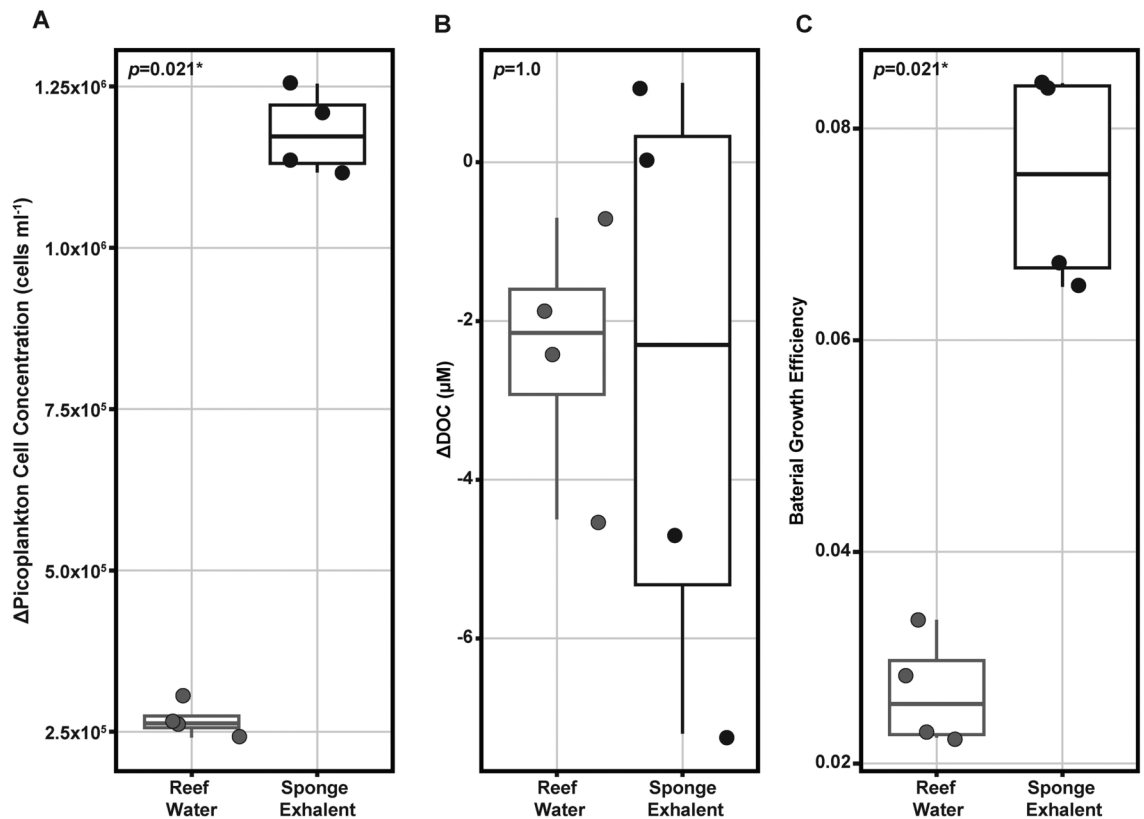 A
p=0.021*
ΔPicoplankton Cell Concentration (cells ml⁻¹)
1.25x10⁶
1.0x10⁶
7.5x10⁵
5.0x10⁵
2.5x10⁵
Reef
Water
Sponge
Exhalent
B
p=1.0
ΔDOC (µM)
0
-2
-4
-6
Reef
Water
Sponge
Exhalent
C
p=0.021*
Baterial Growth Efficiency
0.08
0.06
0.04
0.02
Reef
Water
Sponge
Exhalent